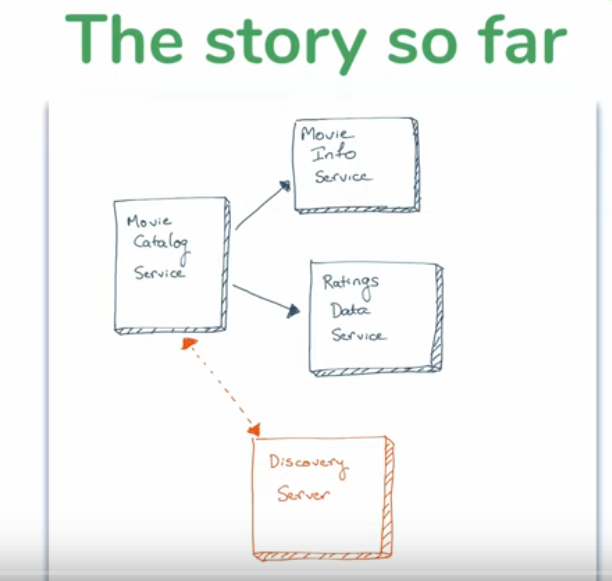 The story so far
Movie
Info
Service
Movie
Catalog
Service
Ratings
Data
Service
Discovery
Server